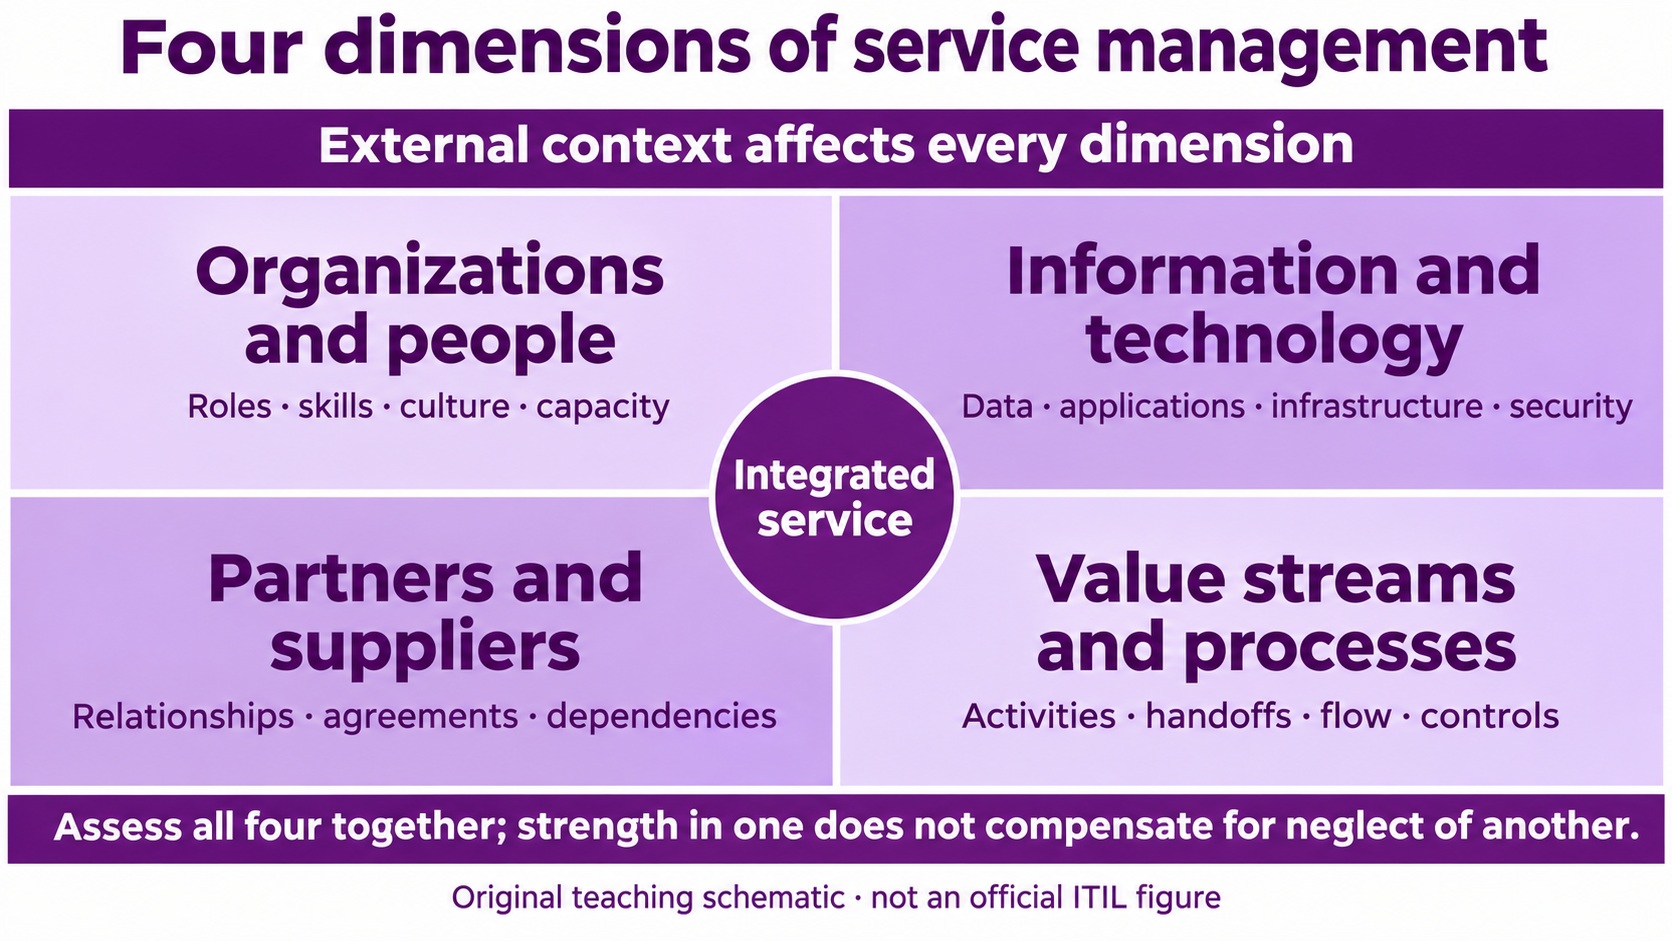 Four dimensions of service management
External context affects every dimension
Organizations
and people
Roles · skills · culture · capacity
Information and
technology
Data · applications · infrastructure · security
Integrated
service
Partners and
suppliers
Relationships · agreements · dependencies
Value streams
and processes
Activities · handoffs · flow · controls
Assess all four together; strength in one does not compensate for neglect of another.
Original teaching schematic · not an official ITIL figure